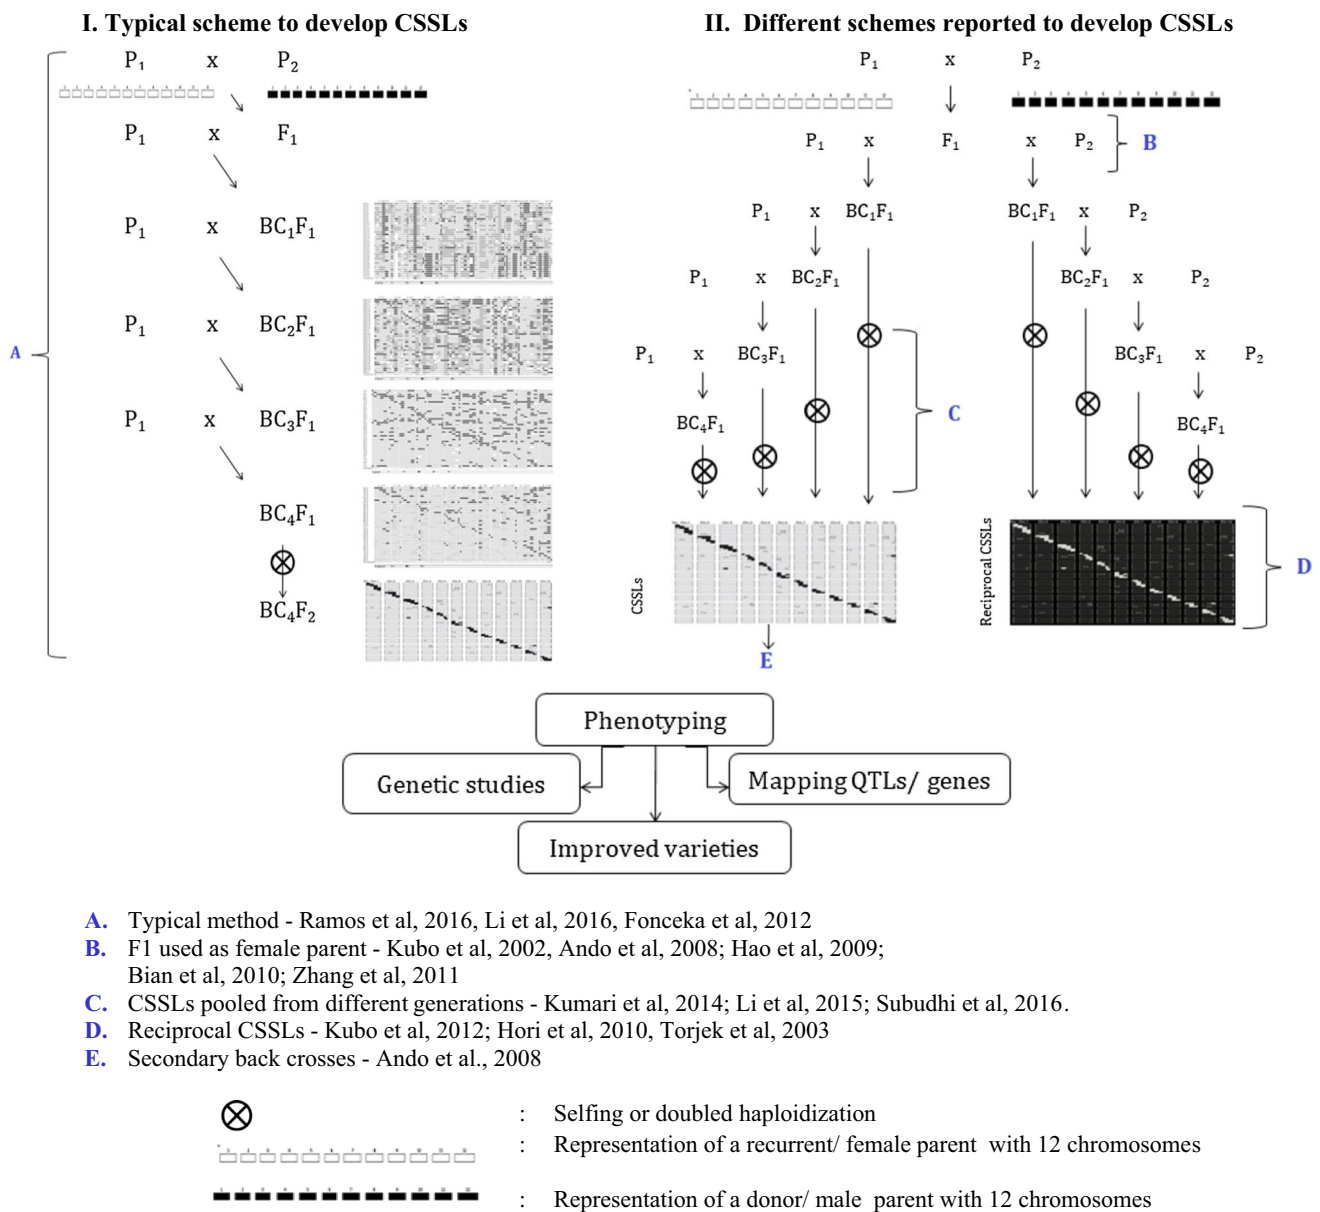 I. Typical scheme to develop CSSLs
P₁ x P₂
P₁ x F₁
P₁ x BC₁F₁
P₁ x BC₂F₁
A
P₁ x BC₃F₁
BC₄F₁
BC₄F₂
II. Different schemes reported to develop CSSLs
P₁ x P₂
P₁ x F₁ x P₂ B
P₁ x BC₁F₁ BC₁F₁ x P₂
P₁ x BC₂F₁ BC₂F₁ x P₂
P₁ x BC₃F₁ BC₃F₁ x P₂
C
BC₄F₁ BC₄F₁
CSSLs
Reciprocal CSSLs
D
E
Phenotyping
Genetic studies
Mapping QTLs/ genes
Improved varieties
A. Typical method - Ramos et al, 2016, Li et al, 2016, Fonceka et al, 2012
B. F1 used as female parent - Kubo et al, 2002, Ando et al, 2008; Hao et al, 2009;
Bian et al, 2010; Zhang et al, 2011
C. CSSLs pooled from different generations - Kumari et al, 2014; Li et al, 2015; Subudhi et al, 2016.
D. Reciprocal CSSLs - Kubo et al, 2012; Hori et al, 2010, Torjek et al, 2003
E. Secondary back crosses - Ando et al., 2008
: Selfing or doubled haploidization
: Representation of a recurrent/ female parent with 12 chromosomes
: Representation of a donor/ male parent with 12 chromosomes